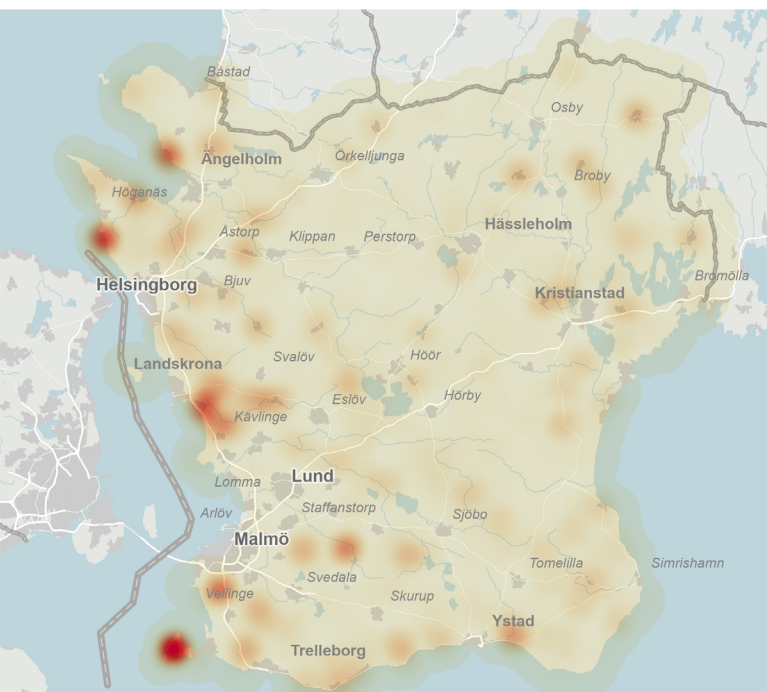 Båstad
Osby
Ängelholm
Örkelljunga
Broby
Höganäs
Hässleholm
Åstorp
Klippan
Perstorp
Bromölla
Helsingborg
Bjuv
Kristianstad
Landskrona
Svalöv
Höör
Eslöv
Hörby
Kävlinge
Lund
Lomma
Staffanstorp
Arlöv
Sjöbo
Malmö
Tomelilla
Simrishamn
Svedala
Vellinge
Skurup
Ystad
Trelleborg